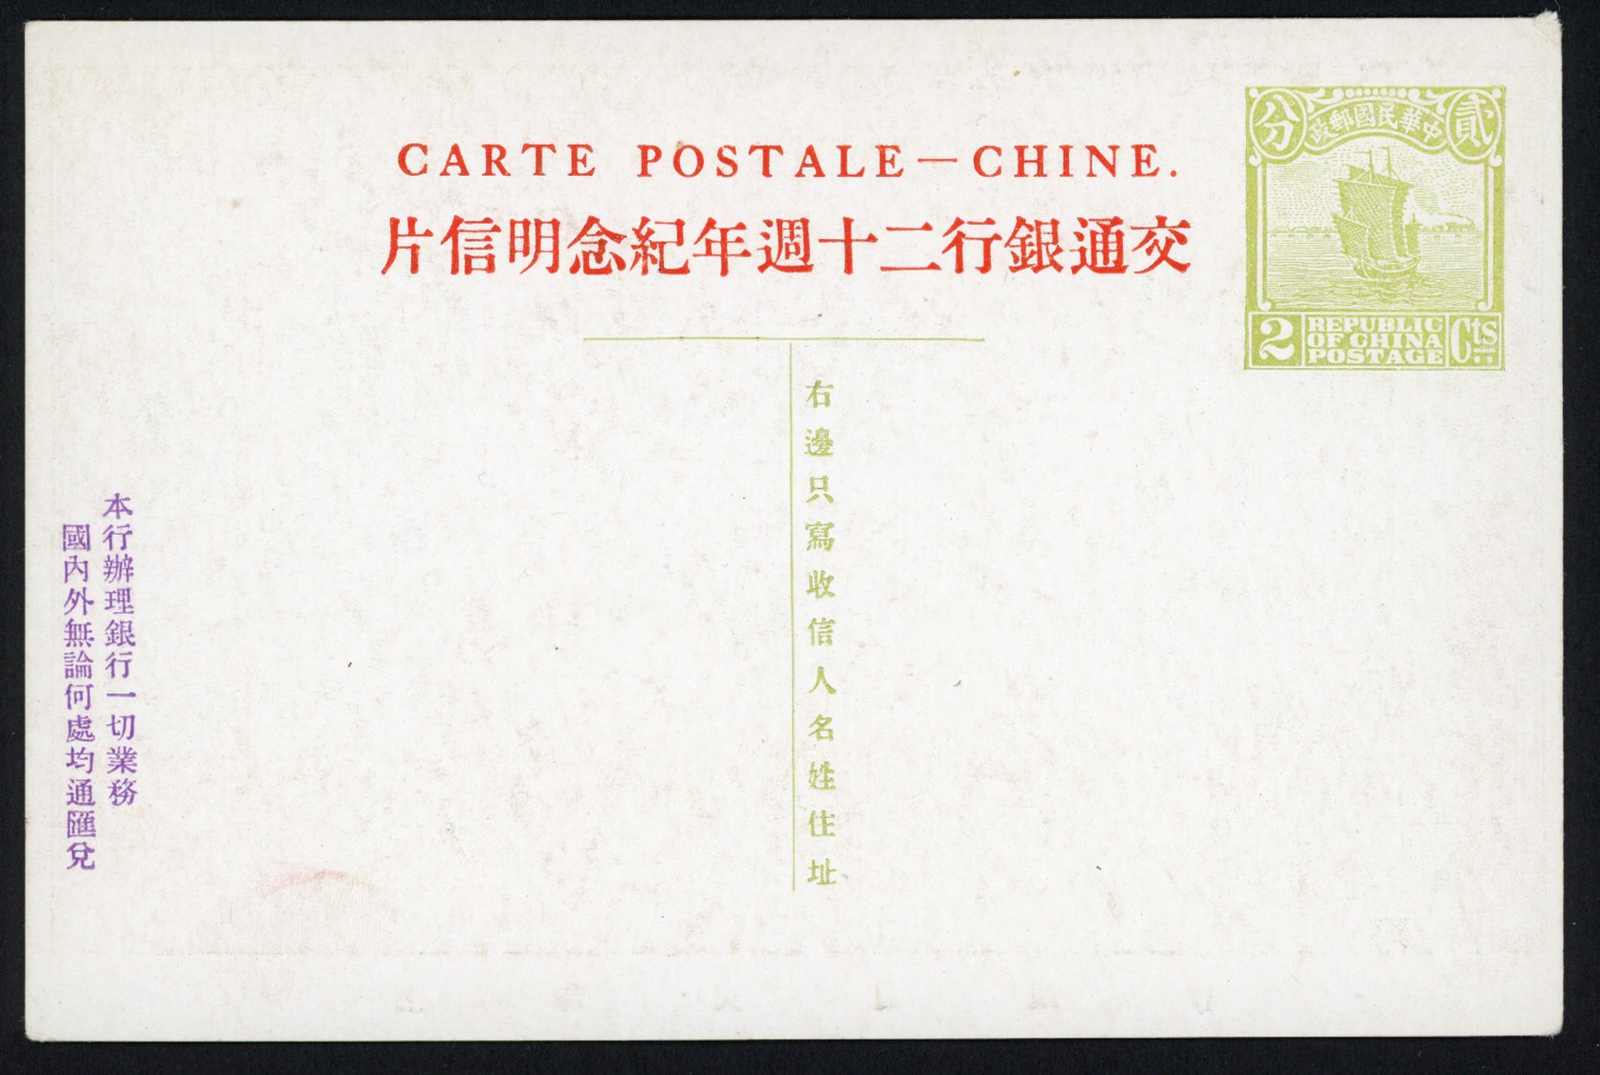 CARTE POSTALE—CHINE.
交通銀行二十週年紀念明信片
中華民國郵政
貳
分
2
REPUBLIC
OF CHINA
POSTAGE
Cts
右邊只寫收信人名姓住址
本行辦理銀行一切業務
國內外無論何處均通匯兌